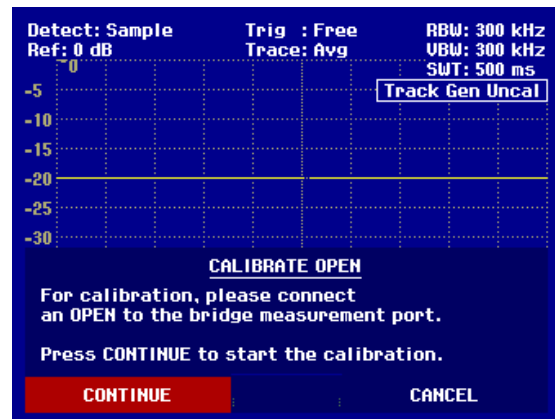 Detect: Sample Trig : Free RBW: 300 kHz
Ref: 0 dB Trace: Avg VBW: 300 kHz
0 SWT: 500 ms
-5 Track Gen Uncal
-10
-15
-20
-25
-30
CALIBRATE OPEN
For calibration, please connect
an OPEN to the bridge measurement port.
Press CONTINUE to start the calibration.
CONTINUE CANCEL